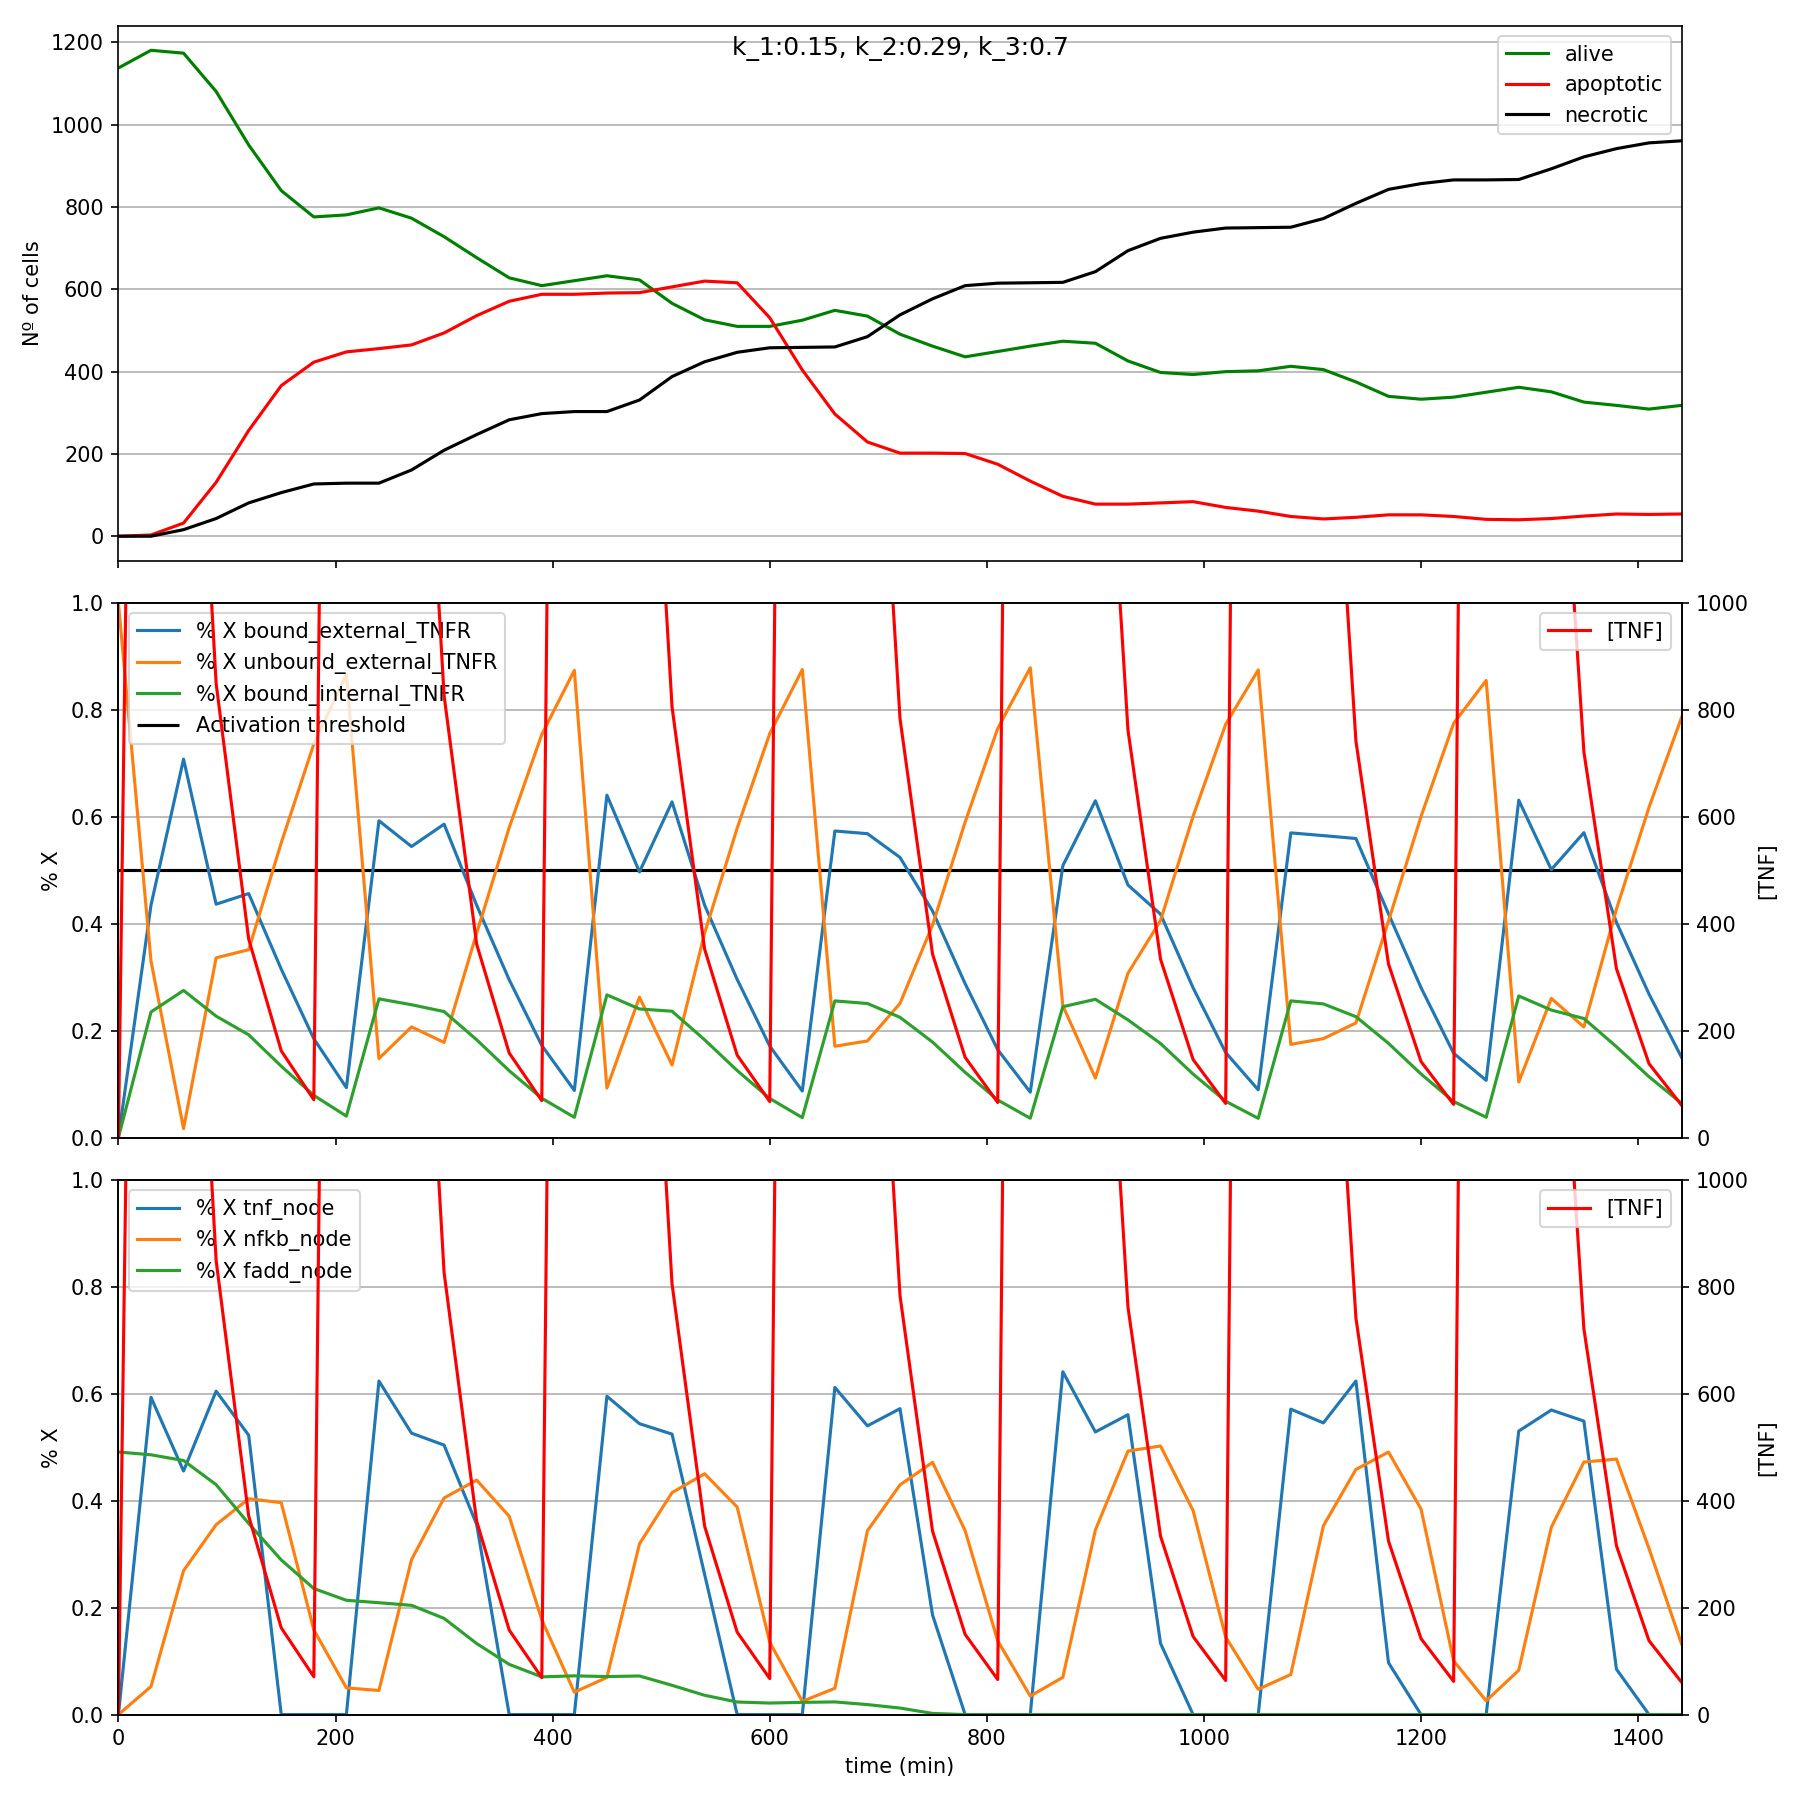 k_1:0.15, k_2:0.29, k_3:0.7
1200
1000
800
600
400
200
0
Nº of cells
alive
apoptotic
necrotic
1.0
0.8
0.6
0.4
0.2
0.0
% X
% X bound_external_TNFR
% X unbound_external_TNFR
% X bound_internal_TNFR
Activation threshold
[TNF]
1000
800
600
400
200
0
[TNF]
1.0
0.8
0.6
0.4
0.2
0.0
% X
% X tnf_node
% X nfkb_node
% X fadd_node
[TNF]
1000
800
600
400
200
0
[TNF]
0 200 400 600 800 1000 1200 1400
time (min)